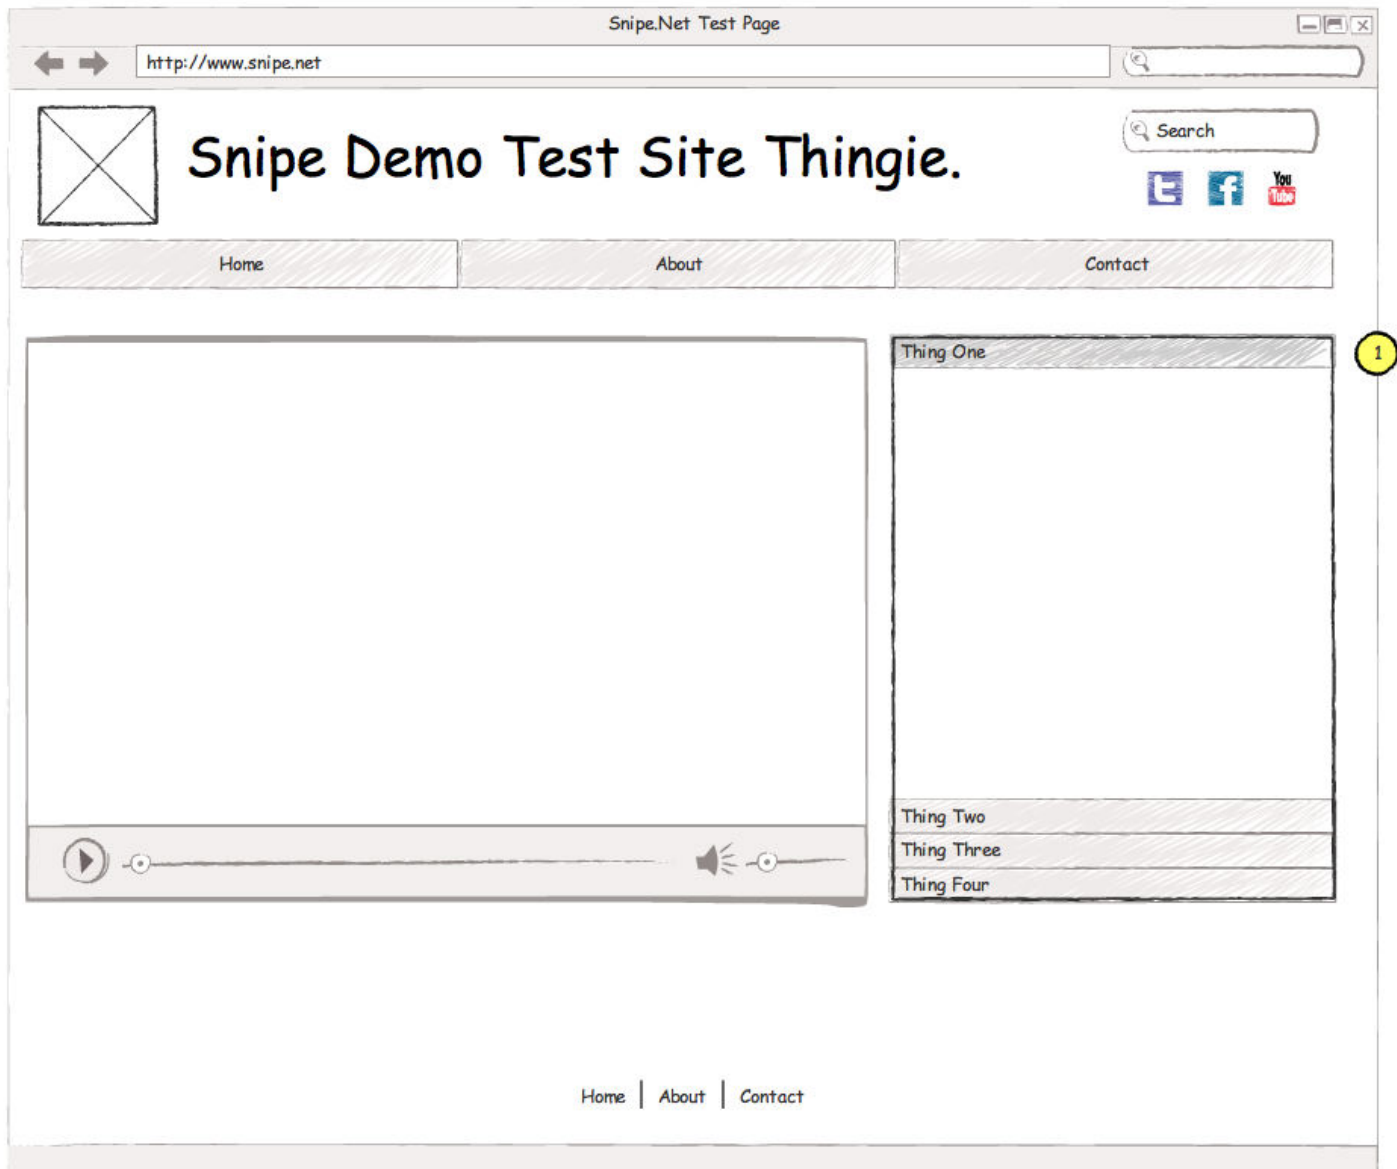 Snipe.Net Test Page
http://www.snipe.net
Snipe Demo Test Site Thingie.
Search
t f You Tube
Home About Contact
Thing One
1
Thing Two
Thing Three
Thing Four
Home | About | Contact